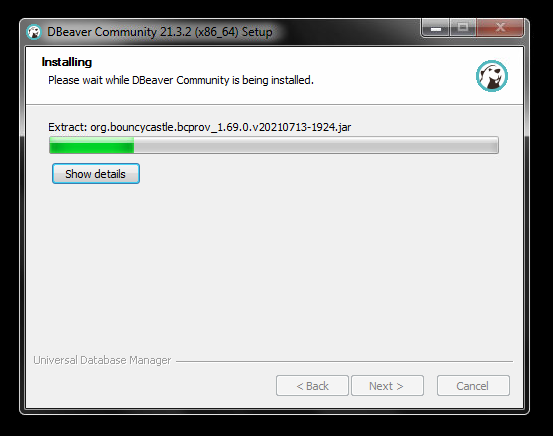 DBeaver Community 21.3.2 (x86_64) Setup
Installing
Please wait while DBeaver Community is being installed.
Extract: org.bouncycastle.bcprov_1.69.0.v20210713-1924.jar
Show details
Universal Database Manager
< Back
Next >
Cancel